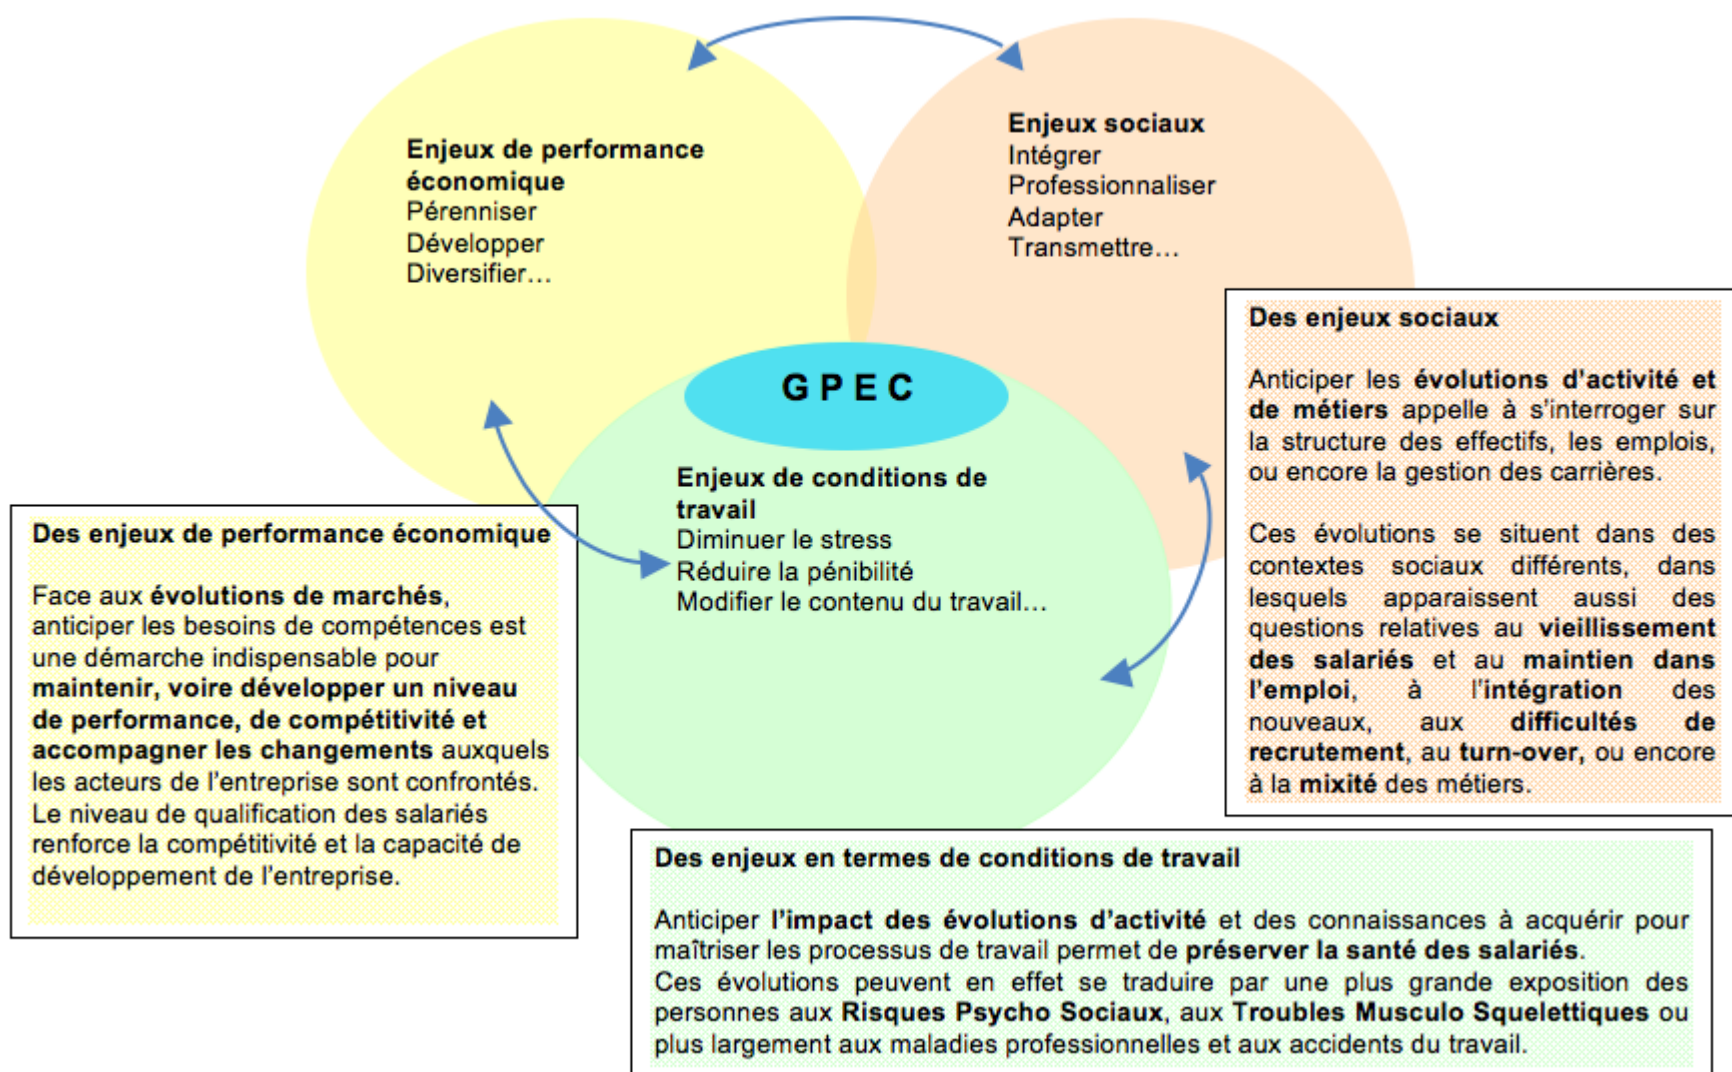 Enjeux de performance
économique
Pérenniser
Développer
Diversifier…
Enjeux sociaux
Intégrer
Professionnaliser
Adapter
Transmettre…
G P E C
Enjeux de conditions de
travail
Diminuer le stress
Réduire la pénibilité
Modifier le contenu du travail…
Des enjeux de performance économique
Face aux évolutions de marchés,
anticiper les besoins de compétences est
une démarche indispensable pour
maintenir, voire développer un niveau
de performance, de compétitivité et
accompagner les changements auxquels
les acteurs de l’entreprise sont confrontés.
Le niveau de qualification des salariés
renforce la compétitivité et la capacité de
développement de l’entreprise.
Des enjeux sociaux
Anticiper les évolutions d’activité et
de métiers appelle à s’interroger sur
la structure des effectifs, les emplois,
ou encore la gestion des carrières.
Ces évolutions se situent dans des
contextes sociaux différents, dans
lesquels apparaissent aussi des
questions relatives au vieillissement
des salariés et au maintien dans
l’emploi, à l’intégration des
nouveaux, aux difficultés de
recrutement, au turn-over, ou encore
à la mixité des métiers.
Des enjeux en termes de conditions de travail
Anticiper l’impact des évolutions d’activité et des connaissances à acquérir pour
maîtriser les processus de travail permet de préserver la santé des salariés.
Ces évolutions peuvent en effet se traduire par une plus grande exposition des
personnes aux Risques Psycho Sociaux, aux Troubles Musculo Squelettiques ou
plus largement aux maladies professionnelles et aux accidents du travail.